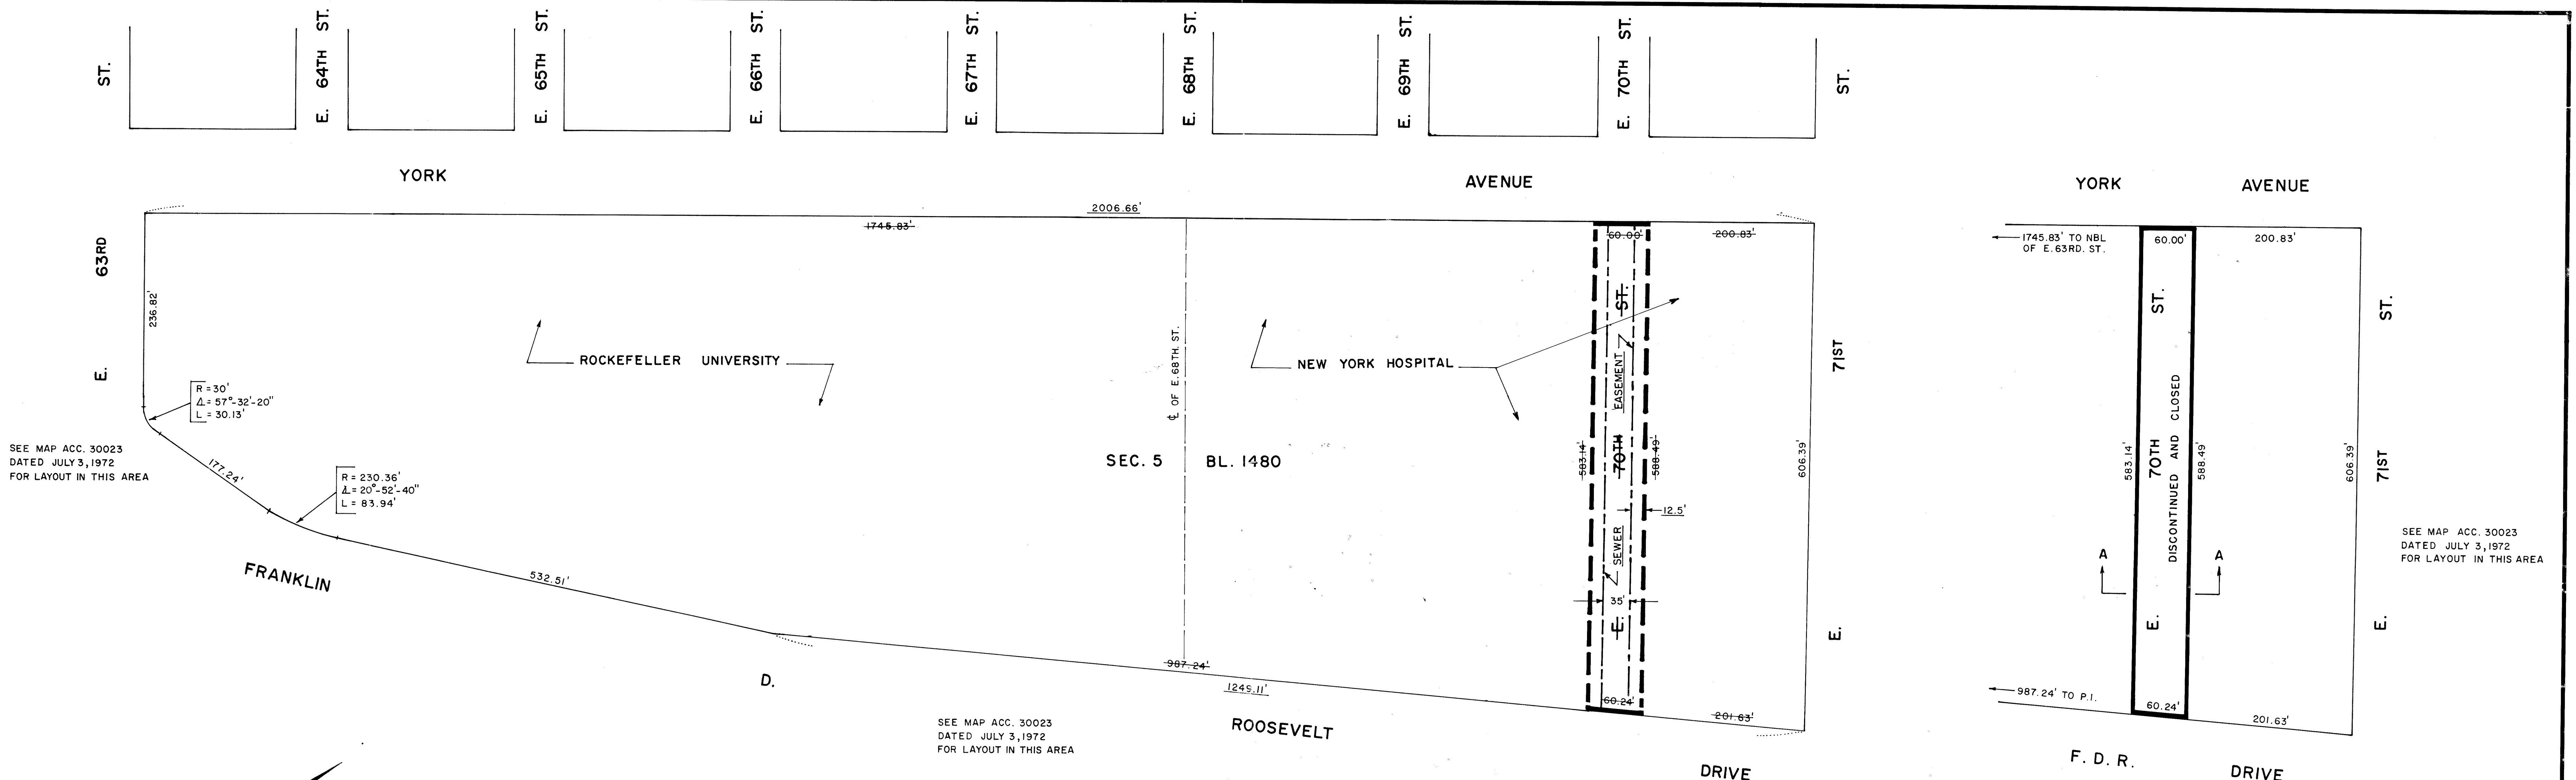 ST.
E. 64TH ST.
E. 65TH ST.
E. 66TH ST.
E. 67TH ST.
E. 68TH ST.
E. 69TH ST.
E. 70TH ST.
ST.
YORK
AVENUE
YORK AVENUE
2006.66'
1745.83'
60.00'
200.83'
1745.83' TO NBL
OF E. 63RD. ST.
60.00'
200.83'
E. 63RD
236.82'
R = 30'
Δ = 57°-32'-20"
L = 30.13'
ROCKEFELLER UNIVERSITY
℄ OF E. 68TH. ST.
NEW YORK HOSPITAL
E. 70TH ST.
SEWER EASEMENT
583.14'
588.49'
12.5'
35'
606.39'
E. 71ST
SEC. 5 BL. 1480
SEE MAP ACC. 30023
DATED JULY 3, 1972
FOR LAYOUT IN THIS AREA
177.24'
R = 230.36'
Δ = 20°-52'-40"
L = 83.94'
532.51'
987.24'
1249.11'
60.24'
201.63'
FRANKLIN
D.
ROOSEVELT
DRIVE
SEE MAP ACC. 30023
DATED JULY 3, 1972
FOR LAYOUT IN THIS AREA
583.14'
E. 70TH ST.
DISCONTINUED AND CLOSED
588.49'
606.39'
E. 71ST ST.
A
A
SEE MAP ACC. 30023
DATED JULY 3, 1972
FOR LAYOUT IN THIS AREA
987.24' TO P.I.
60.24'
201.63'
F. D. R. DRIVE